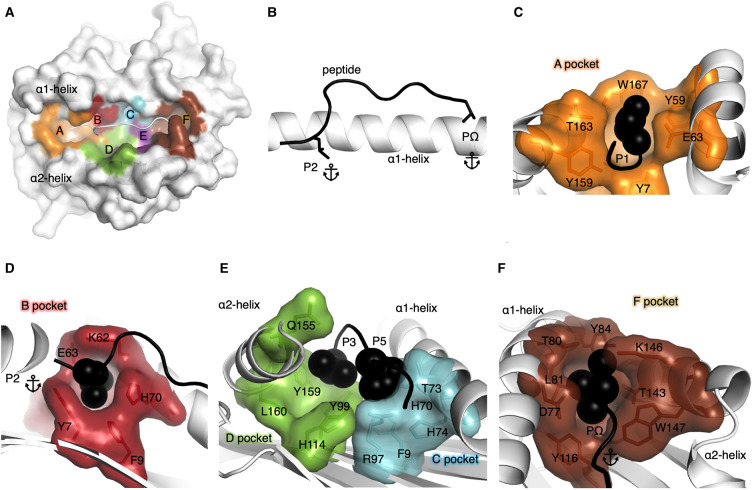 A
α1-helix
A
B
C
D
E
F
α2-helix
B
peptide
P2
α1-helix
PΩ
C
A pocket
W167
Y59
T163
E63
P1
Y159
Y7
D
B pocket
K62
E63
P2
H70
Y7
F9
E
α2-helix
α1-helix
Q155
P3
P5
Y159
T73
L160
Y99
H70
H74
H114
D pocket
R97
F9
C pocket
F
F pocket
α1-helix
Y84
T80
K146
L81
T143
D77
PΩ
W147
Y116
α2-helix